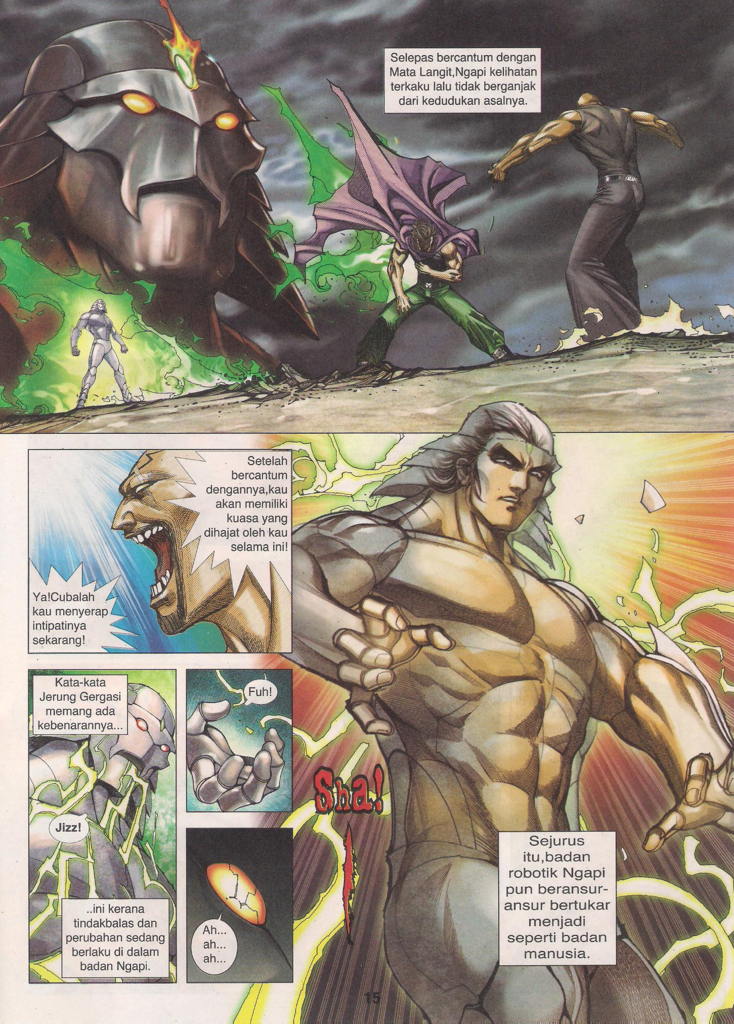 Selepas bercantum dengan
Mata Langit,Ngapi kelihatan
terkaku lalu tidak berganjak
dari kedudukan asalnya.
Setelah
bercantum
dengannya,kau
akan memiliki
kuasa yang
dihajat oleh kau
selama ini!
Ya!Cubalah
kau menyerap
intipatinya
sekarang!
Kata-kata
Jerung Gergasi
memang ada
kebenarannya...
Jizz!
..ini kerana
tindakbalas dan
perubahan sedang
berlaku di dalam
badan Ngapi.
Fuh!
Ah...
ah...
ah...
Sha!
Sejurus
itu,badan
robotik Ngapi
pun beransur-
ansur bertukar
menjadi
seperti badan
manusia.
15